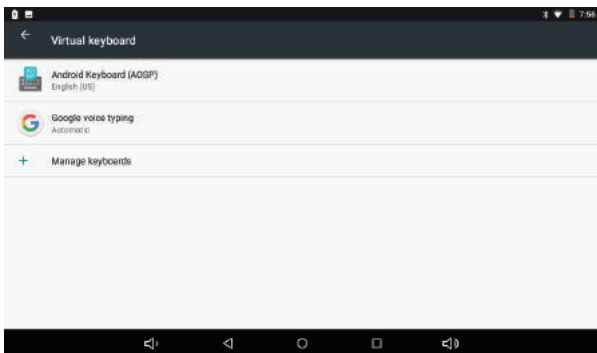 7:56
Virtual keyboard
Android Keyboard (AOSP)
English (US)
Google voice typing
Automatic
Manage keyboards